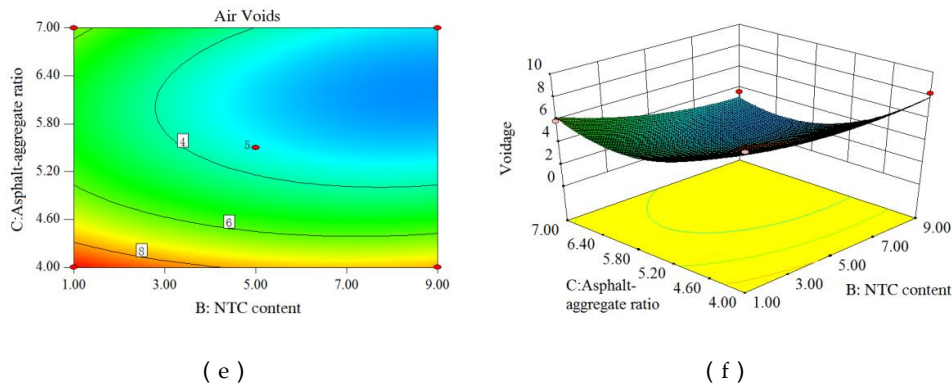 Air Voids
7.00
6.40
5.80
5.20
4.60
4.00
C:Asphalt-aggregate ratio
4
5
6
8
1.00 3.00 5.00 7.00 9.00
B: NTC content
(e)
10
8
6
4
2
0
Voidage
7.00
6.40
5.80
5.20
4.60
4.00
C:Asphalt-
aggregate ratio
9.00
7.00
5.00
3.00
1.00
B: NTC content
(f)